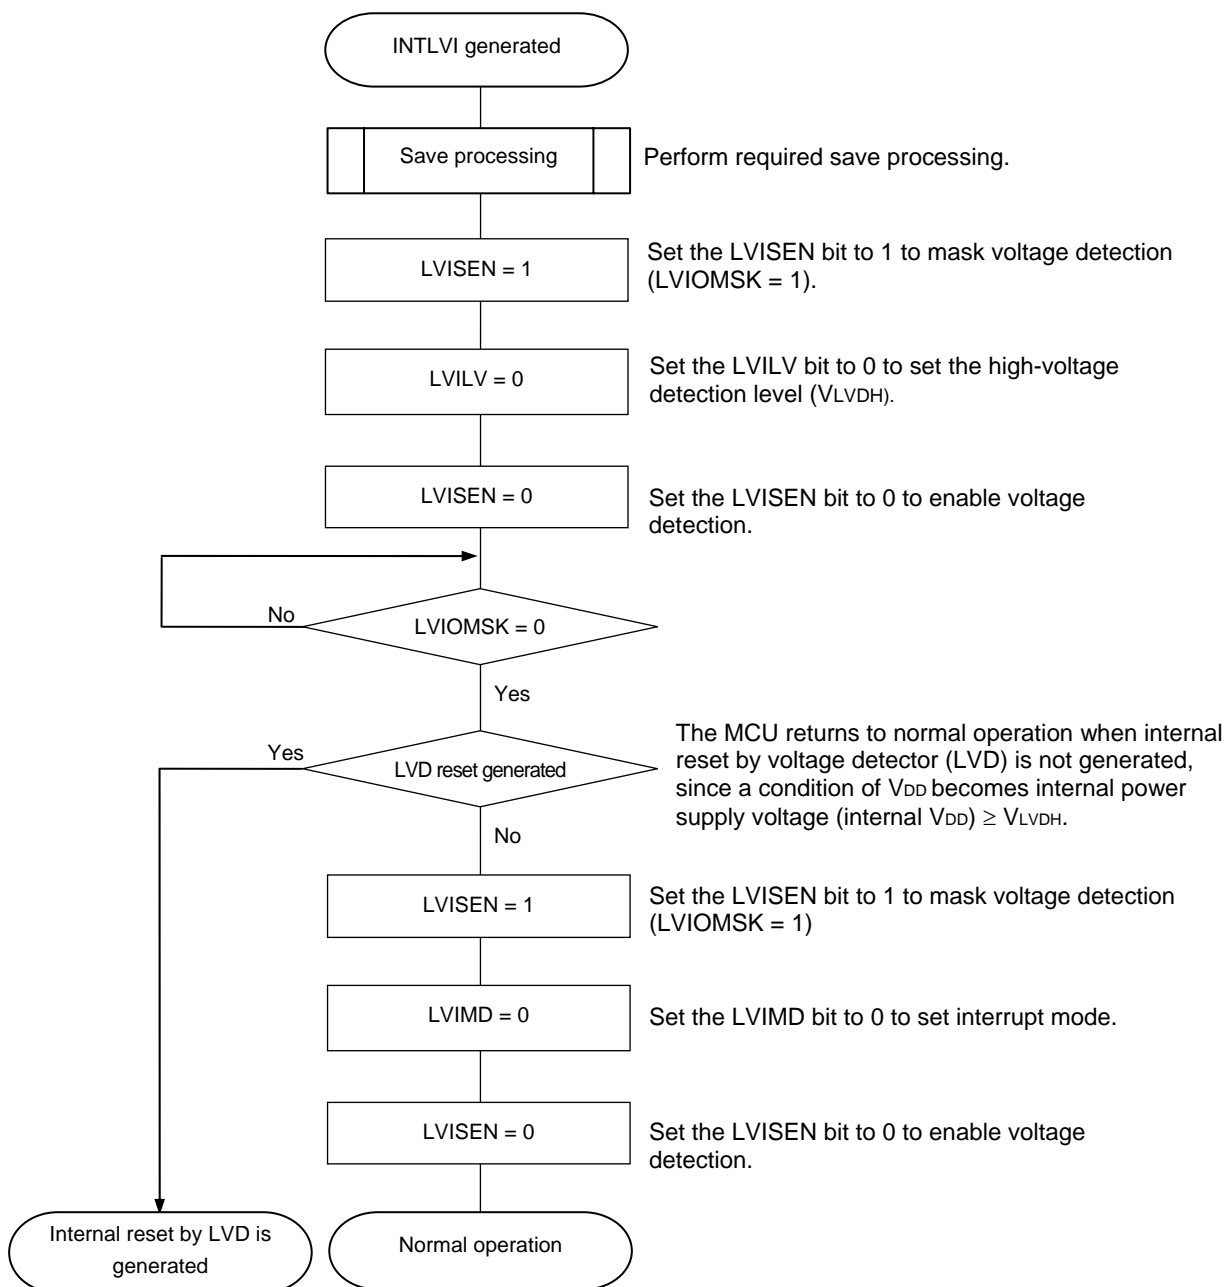 INTLVI generated
Save processing
Perform required save processing.
LVISEN = 1
Set the LVISEN bit to 1 to mask voltage detection
(LVIOMSK = 1).
LVILV = 0
Set the LVILV bit to 0 to set the high-voltage
detection level (VLVDH).
LVISEN = 0
Set the LVISEN bit to 0 to enable voltage
detection.
No
LVIOMSK = 0
Yes
Yes
LVD reset generated
The MCU returns to normal operation when internal
reset by voltage detector (LVD) is not generated,
since a condition of VDD becomes internal power
supply voltage (internal VDD) ≥ VLVDH.
No
LVISEN = 1
Set the LVISEN bit to 1 to mask voltage detection
(LVIOMSK = 1)
LVIMD = 0
Set the LVIMD bit to 0 to set interrupt mode.
LVISEN = 0
Set the LVISEN bit to 0 to enable voltage
detection.
Internal reset by LVD is
generated
Normal operation